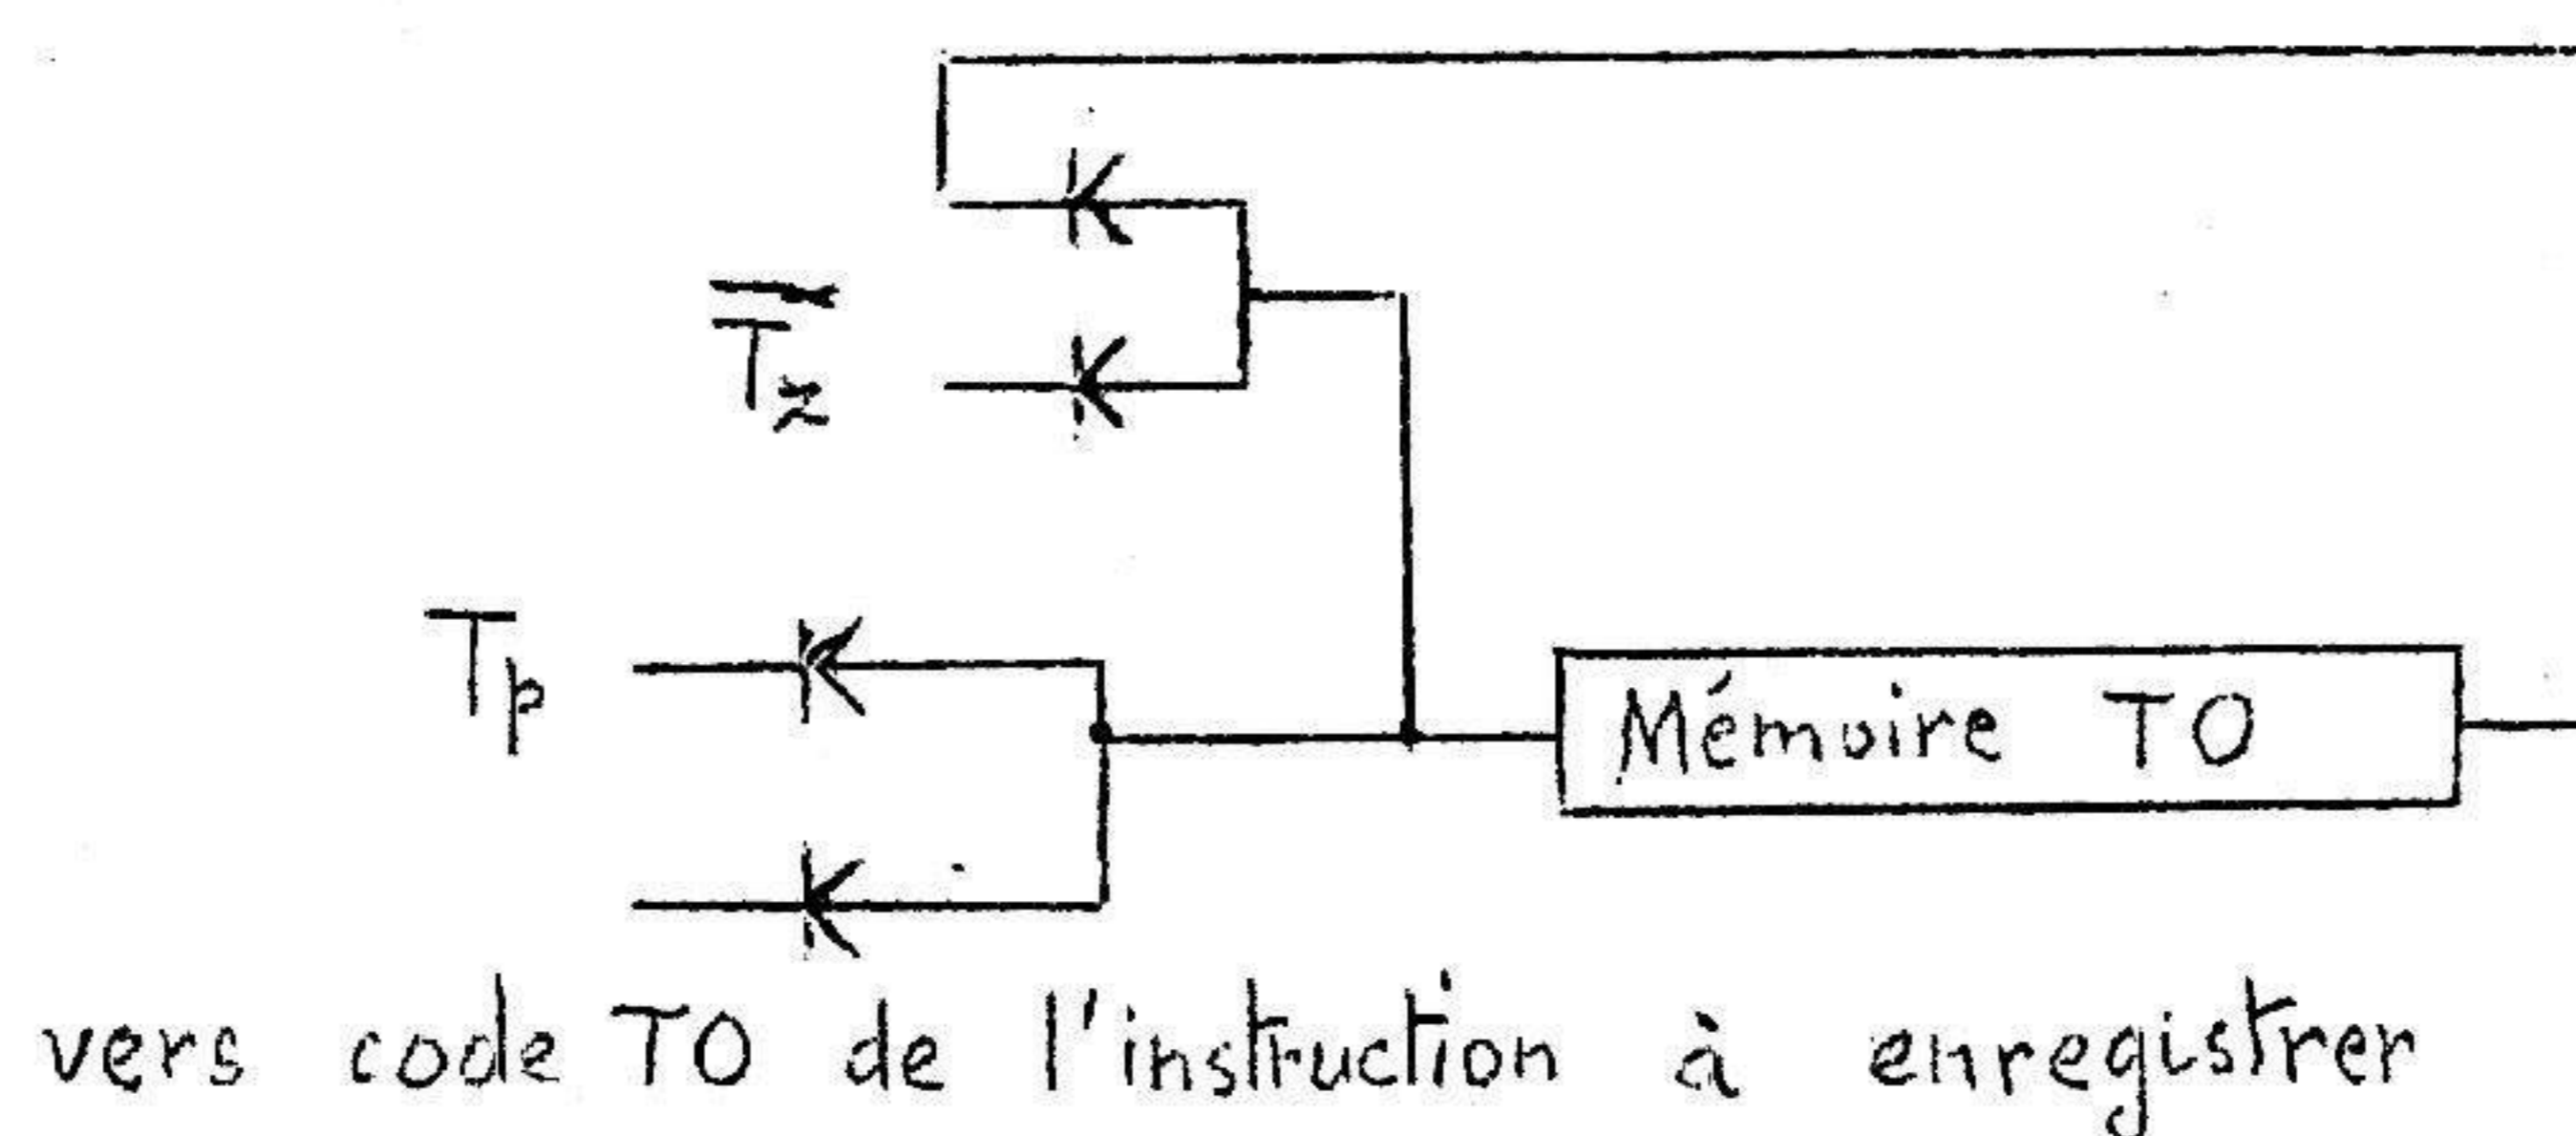 T̅z
Tp
Mémoire TO
vers code TO de l'instruction à enregistrer